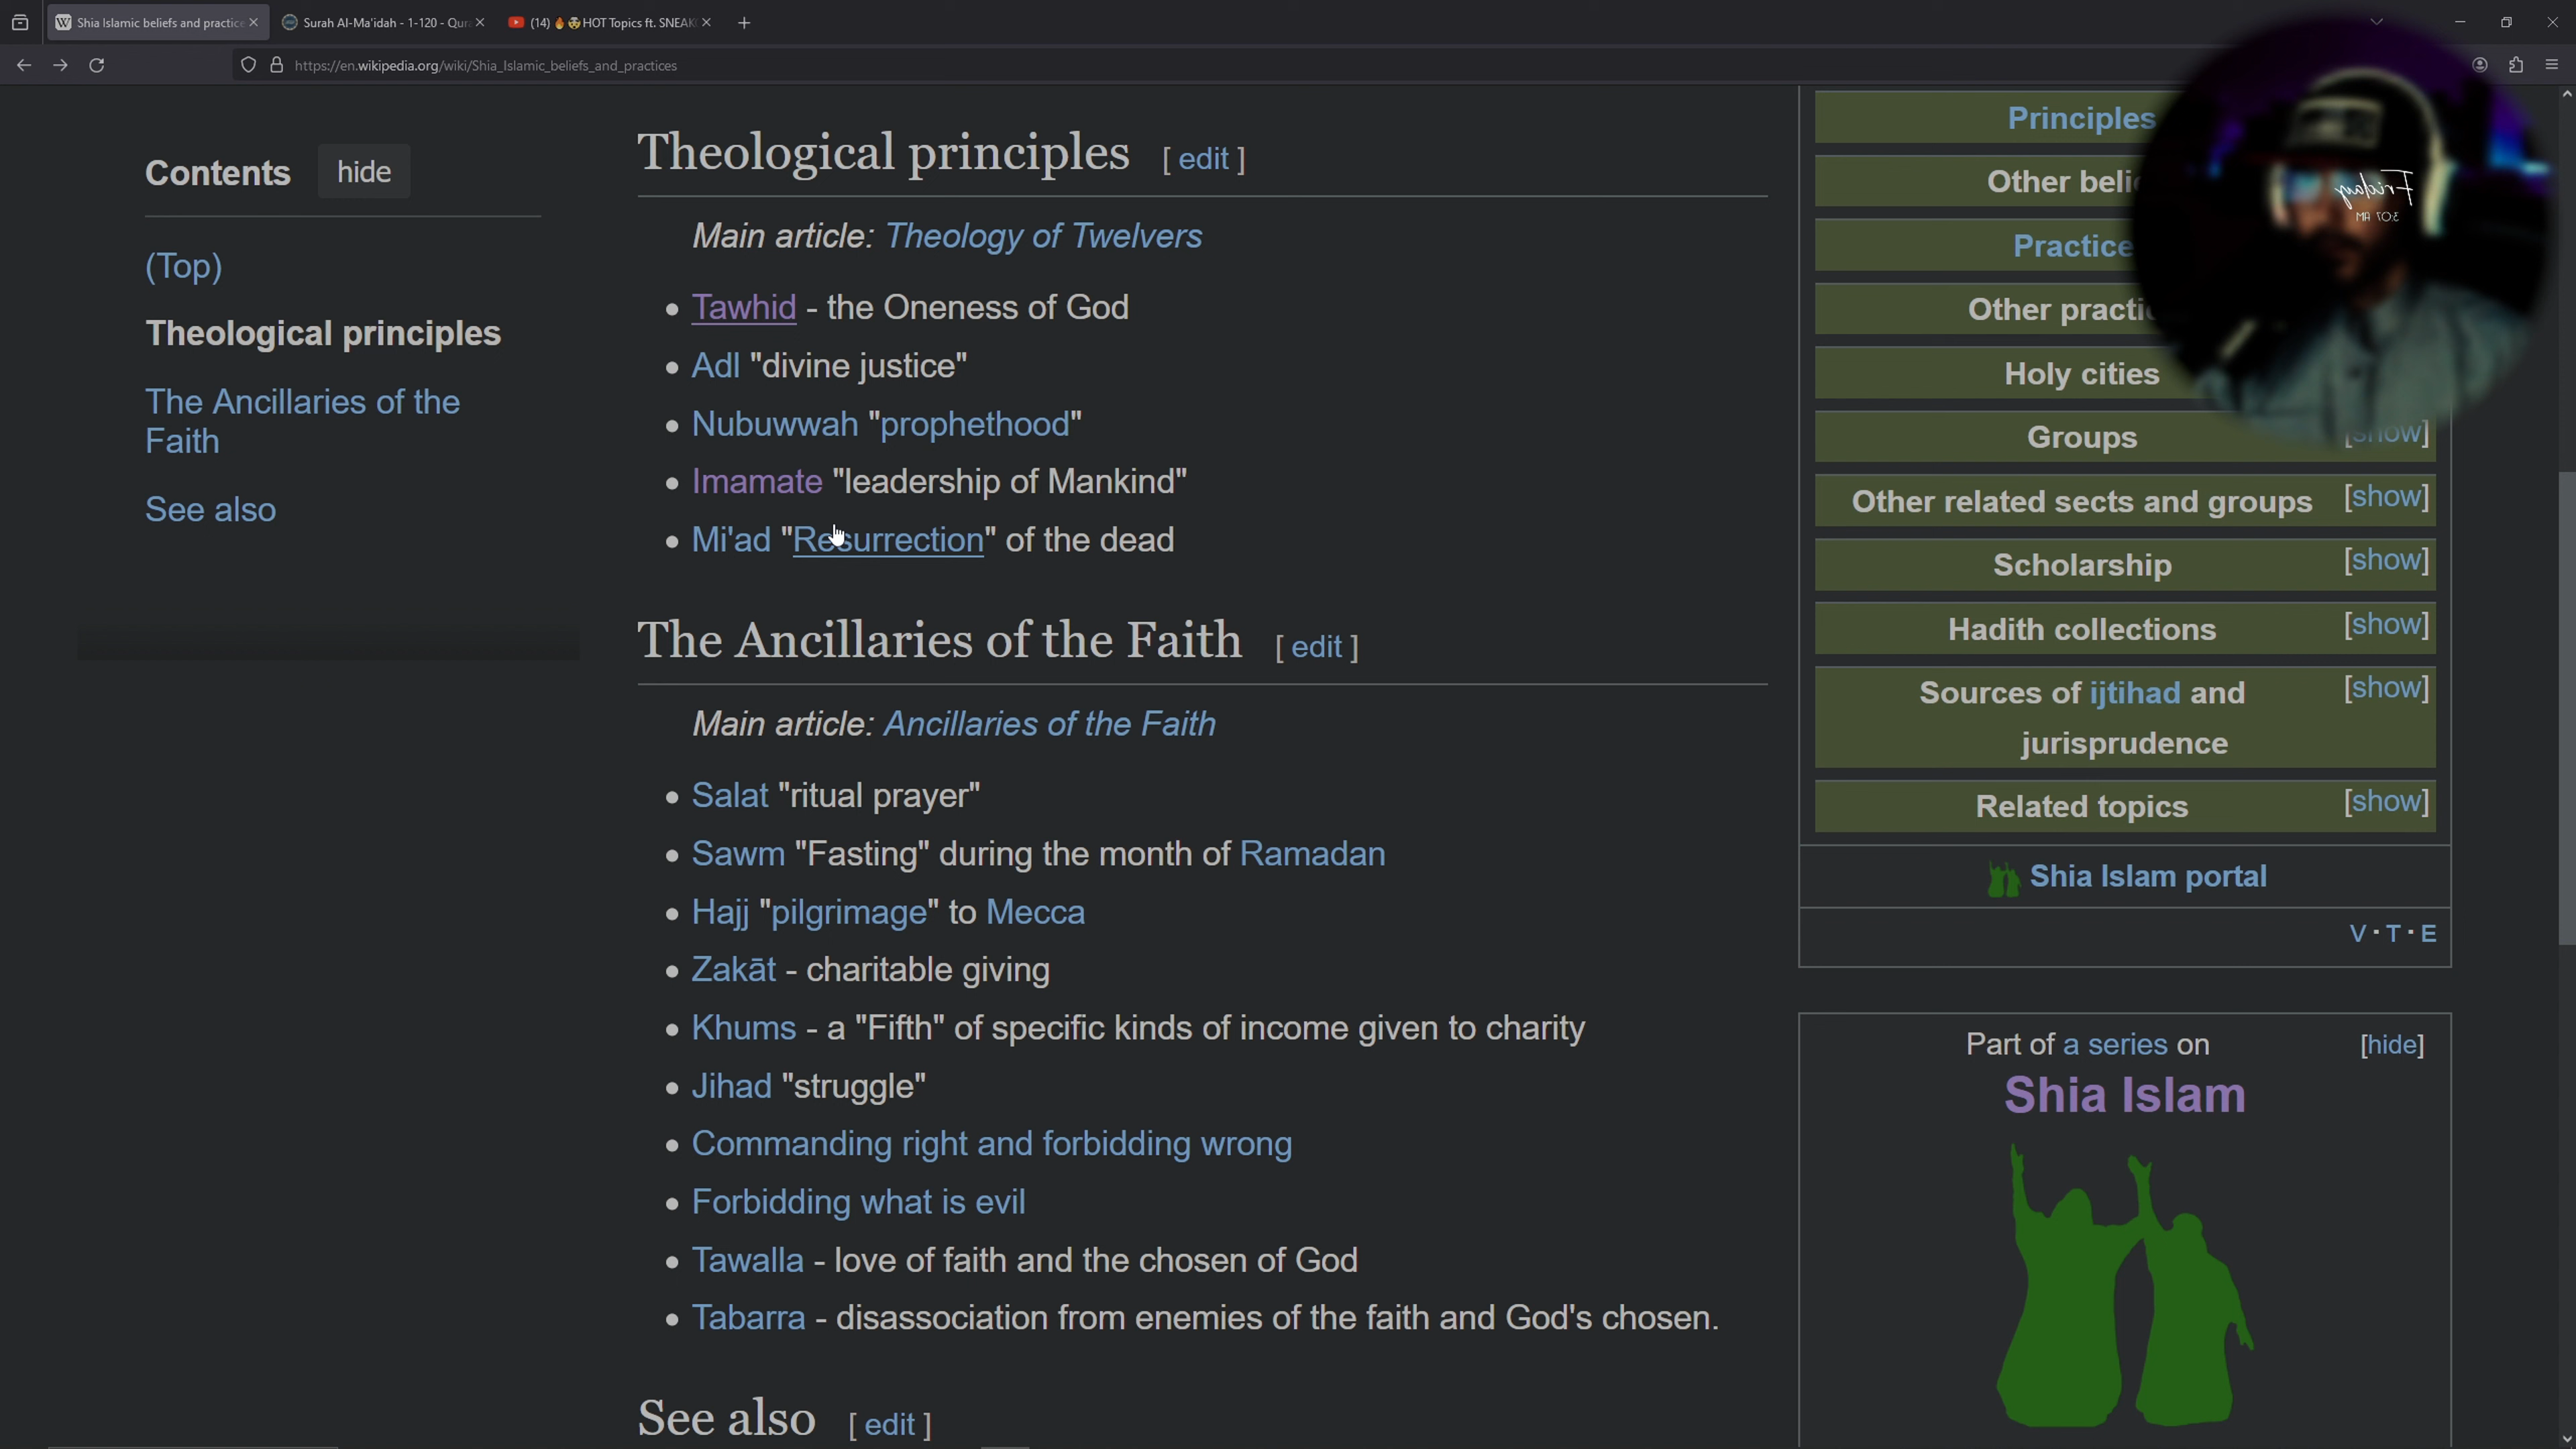 Shia Islamic beliefs and practice
Surah Al-Ma'idah - 1-120 - Qur
(14) 🔥🤯HOT Topics ft. SNEAK
https://en.wikipedia.org/wiki/Shia_Islamic_beliefs_and_practices
Contents hide
(Top)
Theological principles
The Ancillaries of the
Faith
See also
Theological principles [ edit ]
Main article: Theology of Twelvers
• Tawhid - the Oneness of God
• Adl "divine justice"
• Nubuwwah "prophethood"
• Imamate "leadership of Mankind"
• Mi'ad "Resurrection" of the dead
The Ancillaries of the Faith [ edit ]
Main article: Ancillaries of the Faith
• Salat "ritual prayer"
• Sawm "Fasting" during the month of Ramadan
• Hajj "pilgrimage" to Mecca
• Zakāt - charitable giving
• Khums - a "Fifth" of specific kinds of income given to charity
• Jihad "struggle"
• Commanding right and forbidding wrong
• Forbidding what is evil
• Tawalla - love of faith and the chosen of God
• Tabarra - disassociation from enemies of the faith and God's chosen.
See also [ edit ]
Principles
Other beli
Practice
Other practi
Holy cities
Groups [show]
Other related sects and groups [show]
Scholarship [show]
Hadith collections [show]
Sources of ijtihad and [show]
jurisprudence
Related topics [show]
Shia Islam portal
V · T · E
Part of a series on [hide]
Shia Islam
Friday
3:07 AM